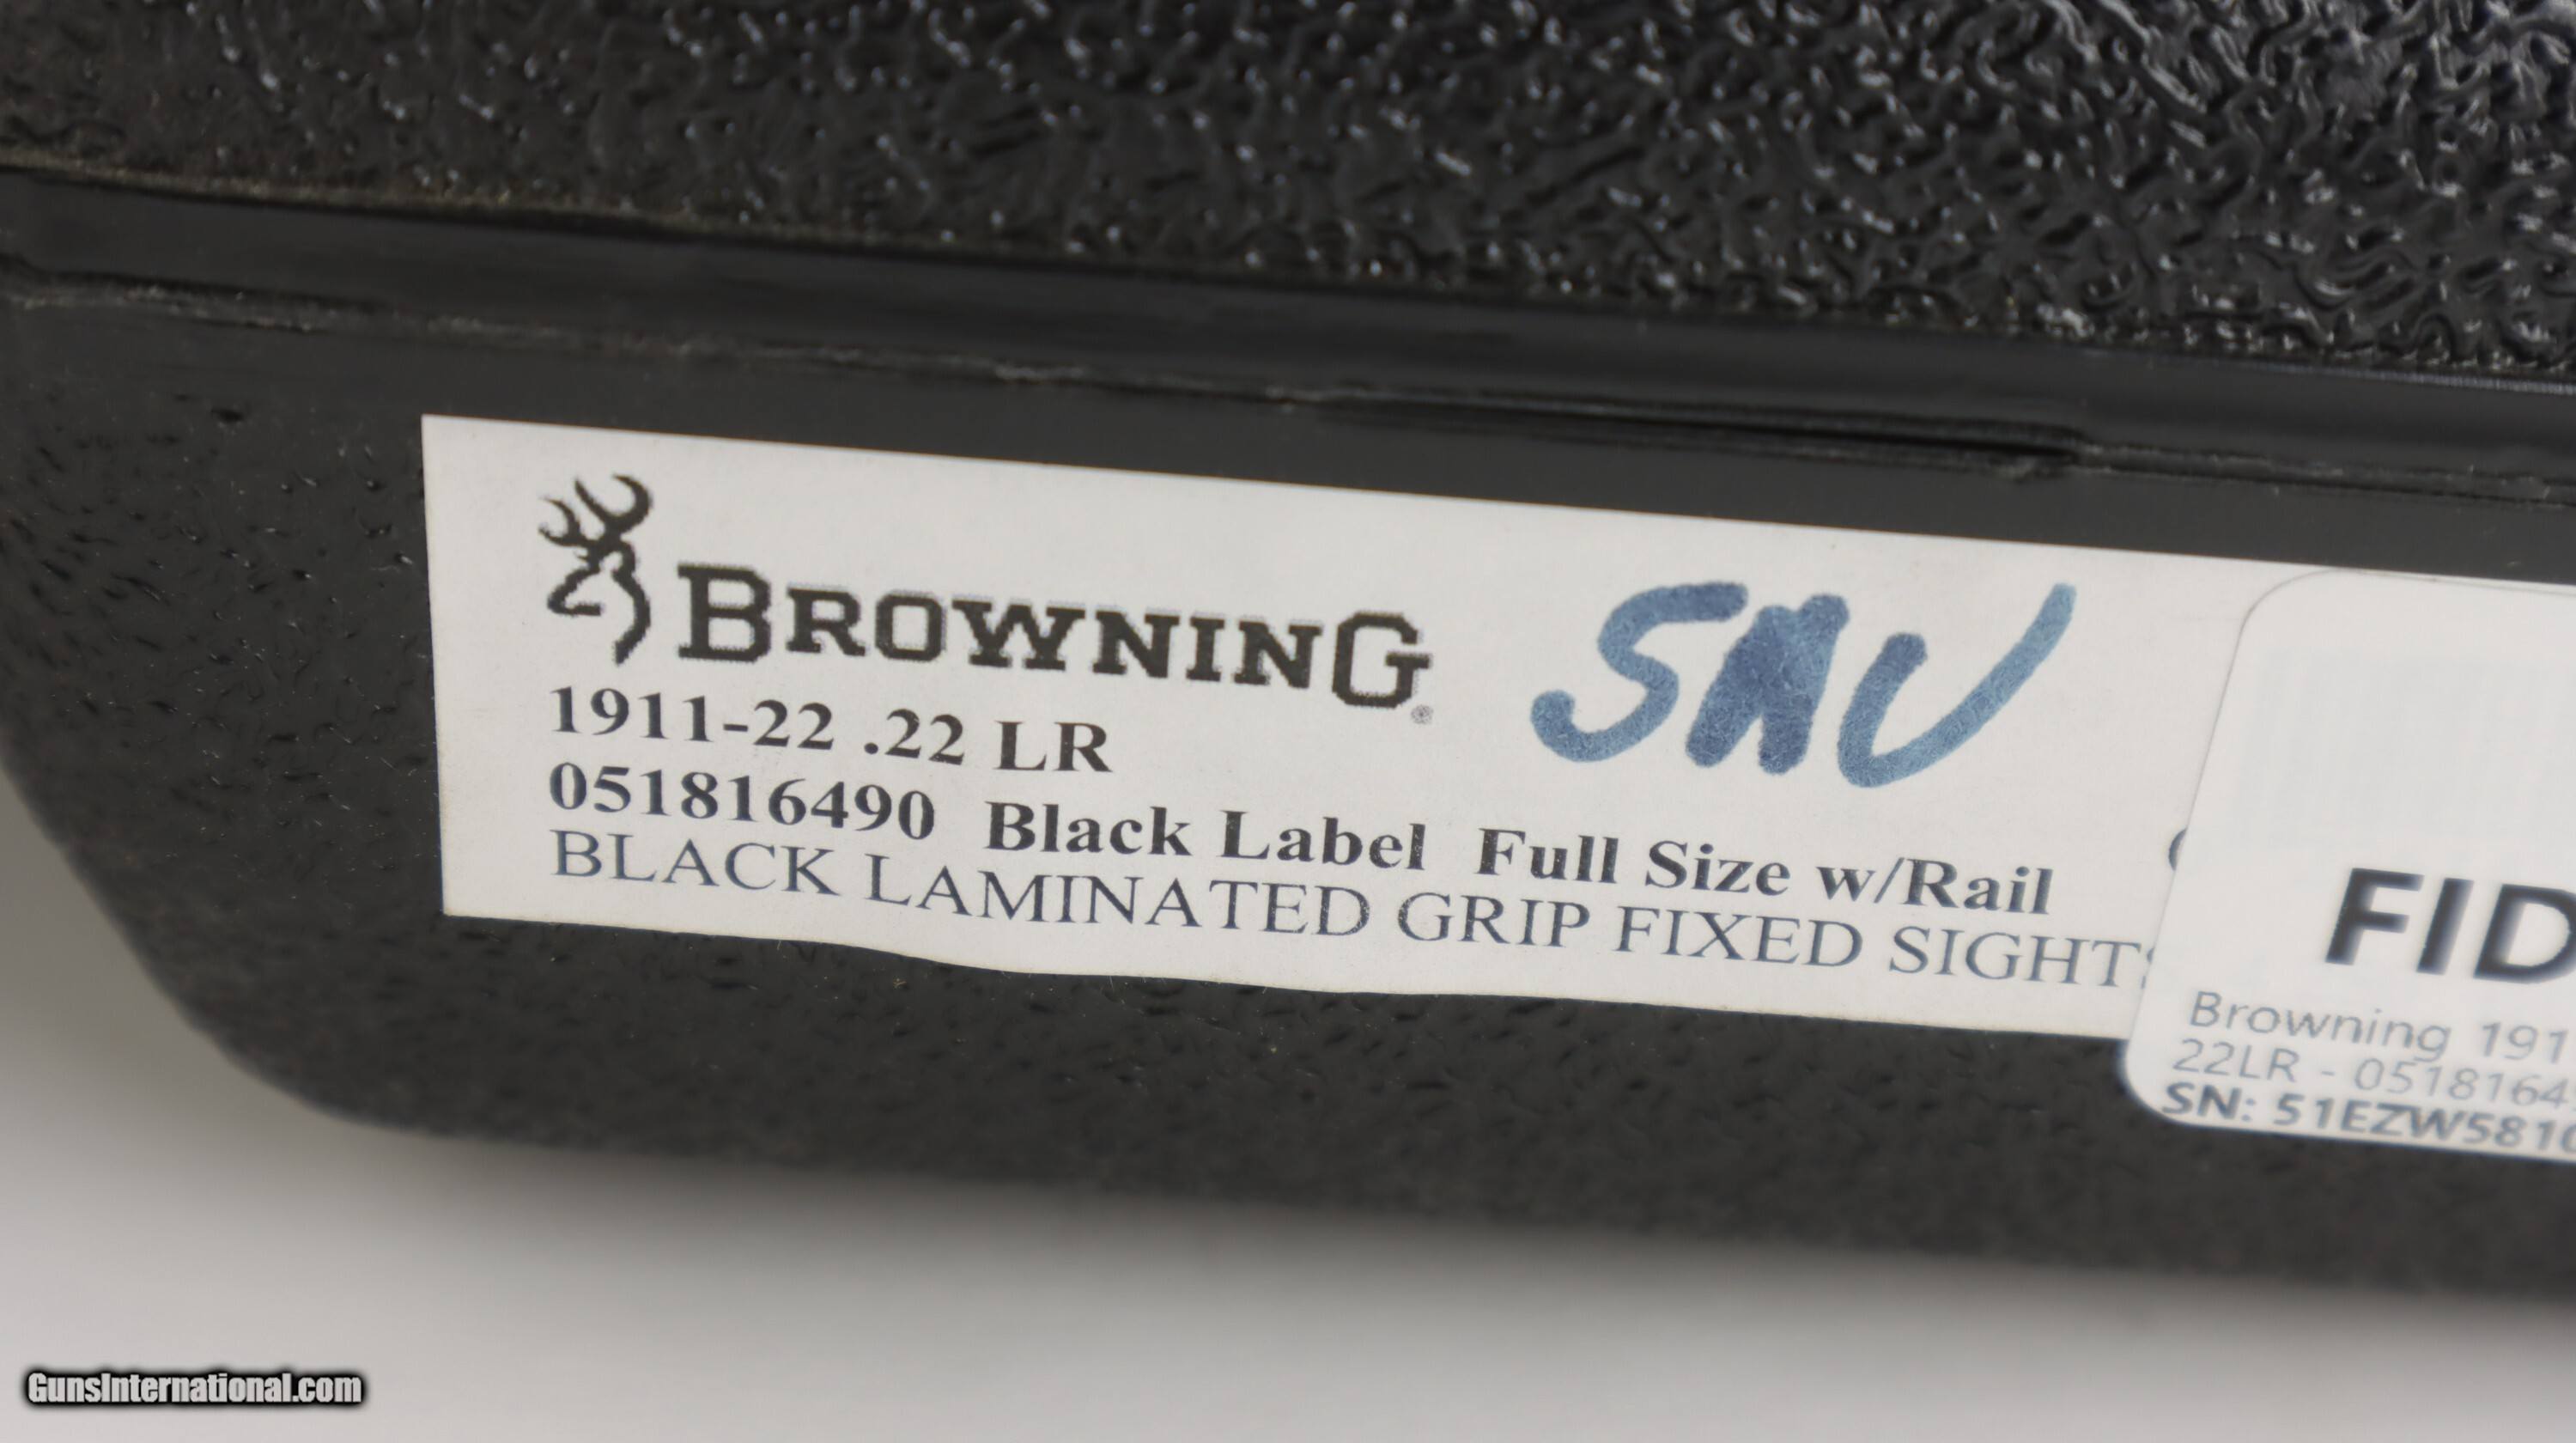 BROWNING®
SAU
1911-22 .22 LR
051816490 Black Label Full Size w/Rail
BLACK LAMINATED GRIP FIXED SIGHTS
FID
Browning 191
22LR - 0518164
SN: 51EZW581
GunsInternational.com